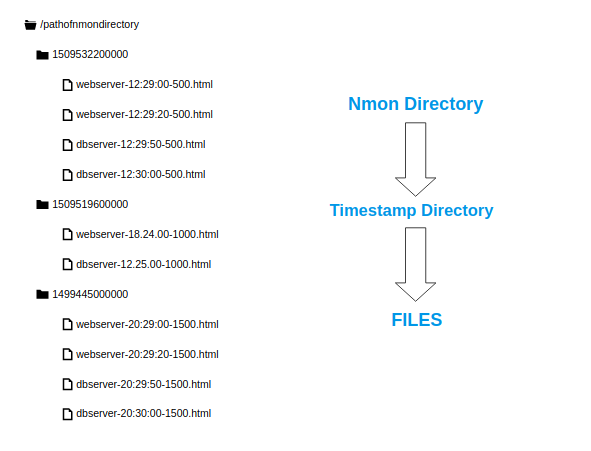 /pathofnmondirectory
1509532200000
webserver-12:29:00-500.html
webserver-12:29:20-500.html
dbserver-12:29:50-500.html
dbserver-12:30:00-500.html
1509519600000
webserver-18.24.00-1000.html
dbserver-12.25.00-1000.html
1499445000000
webserver-20:29:00-1500.html
webserver-20:29:20-1500.html
dbserver-20:29:50-1500.html
dbserver-20:30:00-1500.html
Nmon Directory
Timestamp Directory
FILES